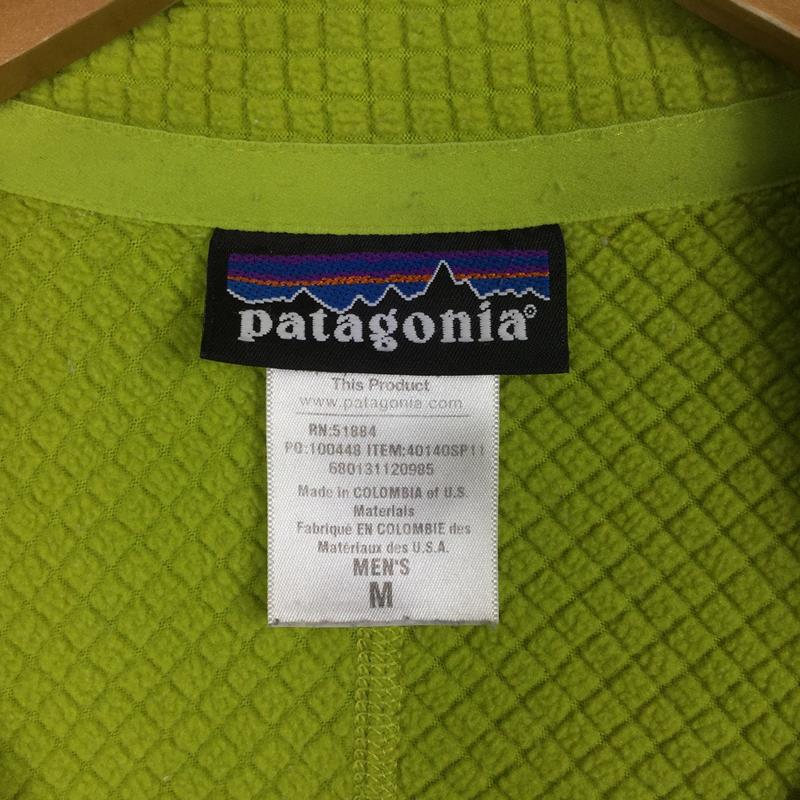 patagonia®
This Product
www.patagonia.com
RN:51884
PO:100448 ITEM:40140SP11
680131120985
Made in COLOMBIA of U.S.
Materials
Fabriqué EN COLOMBIE des
Matériaux des U.S.A.
MEN'S
M